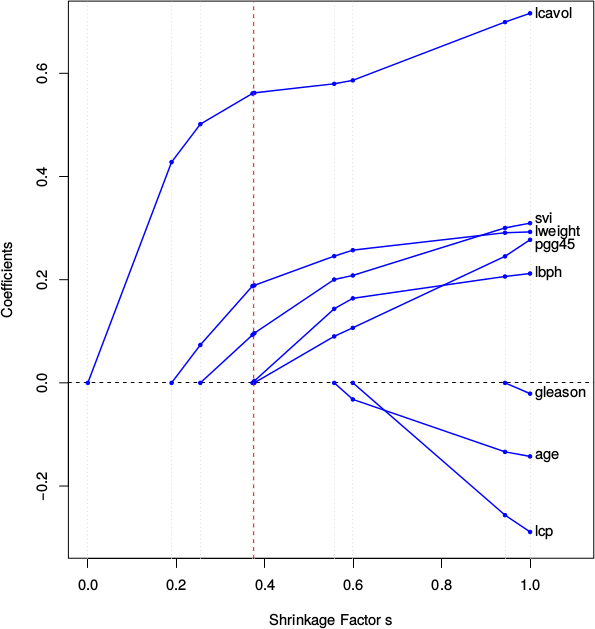 lcavol
svi
lweight
pgg45
lbph
gleason
age
lcp
Coefficients
0.6
0.4
0.2
0.0
−0.2
0.0 0.2 0.4 0.6 0.8 1.0
Shrinkage Factor s